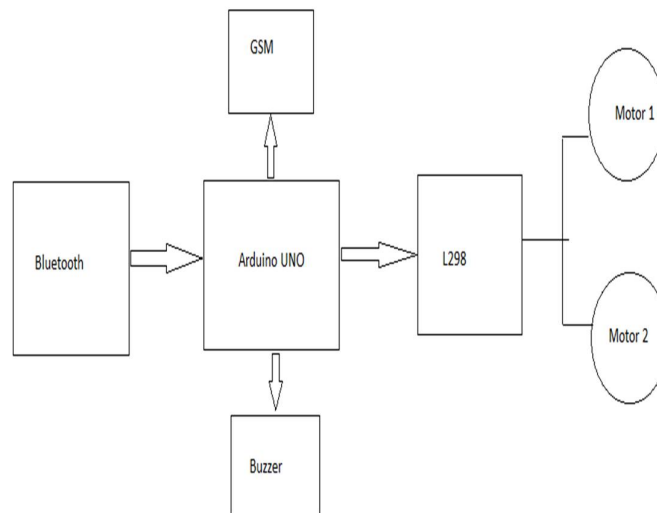 GSM
Motor 1
Bluetooth
Arduino UNO
L298
Motor 2
Buzzer